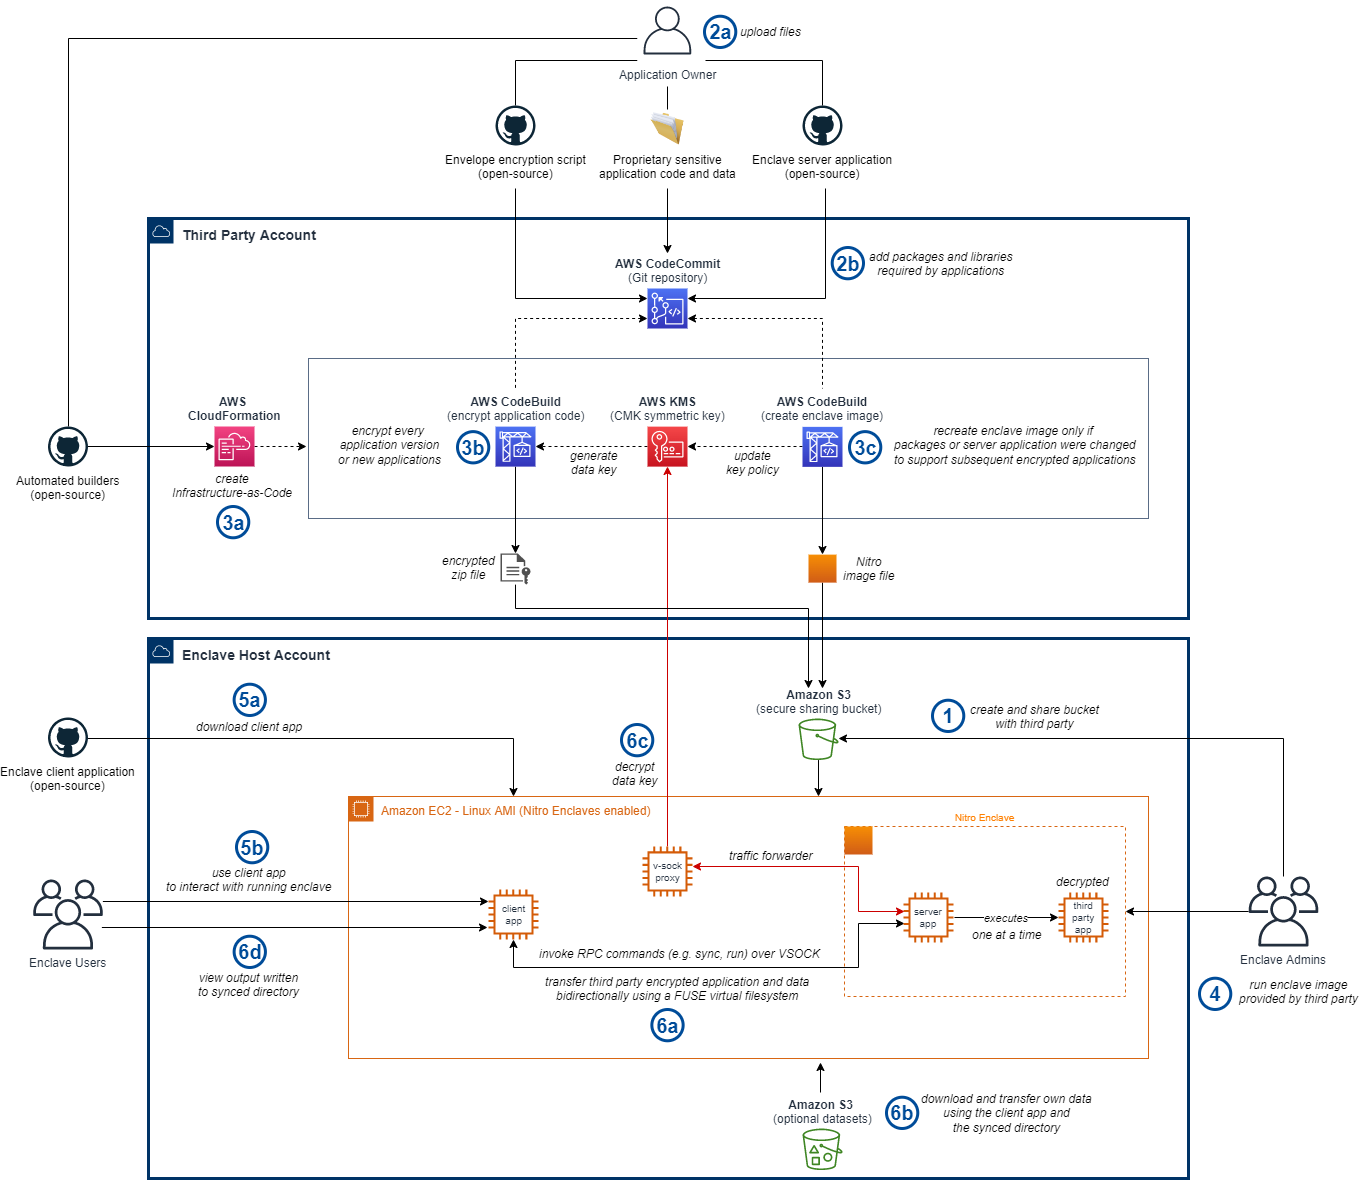 2a
upload files
Application Owner
Envelope encryption script
(open-source)
Proprietary sensitive
application code and data
Enclave server application
(open-source)
Third Party Account
AWS CodeCommit
(Git repository)
2b
add packages and libraries
required by applications
AWS
CloudFormation
create
Infrastructure-as-Code
3a
Automated builders
(open-source)
encrypt every
application version
or new applications
3b
AWS CodeBuild
(encrypt application code)
generate
data key
AWS KMS
(CMK symmetric key)
update
key policy
AWS CodeBuild
(create enclave image)
3c
recreate enclave image only if
packages or server application were changed
to support subsequent encrypted applications
encrypted
zip file
Nitro
image file
Enclave Host Account
5a
download client app
Enclave client application
(open-source)
6c
decrypt
data key
Amazon S3
(secure sharing bucket)
1
create and share bucket
with third party
Amazon EC2 - Linux AMI (Nitro Enclaves enabled)
Nitro Enclave
5b
use client app
to interact with running enclave
Enclave Users
6d
view output written
to synced directory
client
app
v-sock
proxy
traffic forwarder
server
app
executes
one at a time
decrypted
third
party
app
invoke RPC commands (e.g. sync, run) over VSOCK
transfer third party encrypted application and data
bidirectionally using a FUSE virtual filesystem
6a
Enclave Admins
4
run enclave image
provided by third party
Amazon S3
(optional datasets)
6b
download and transfer own data
using the client app and
the synced directory